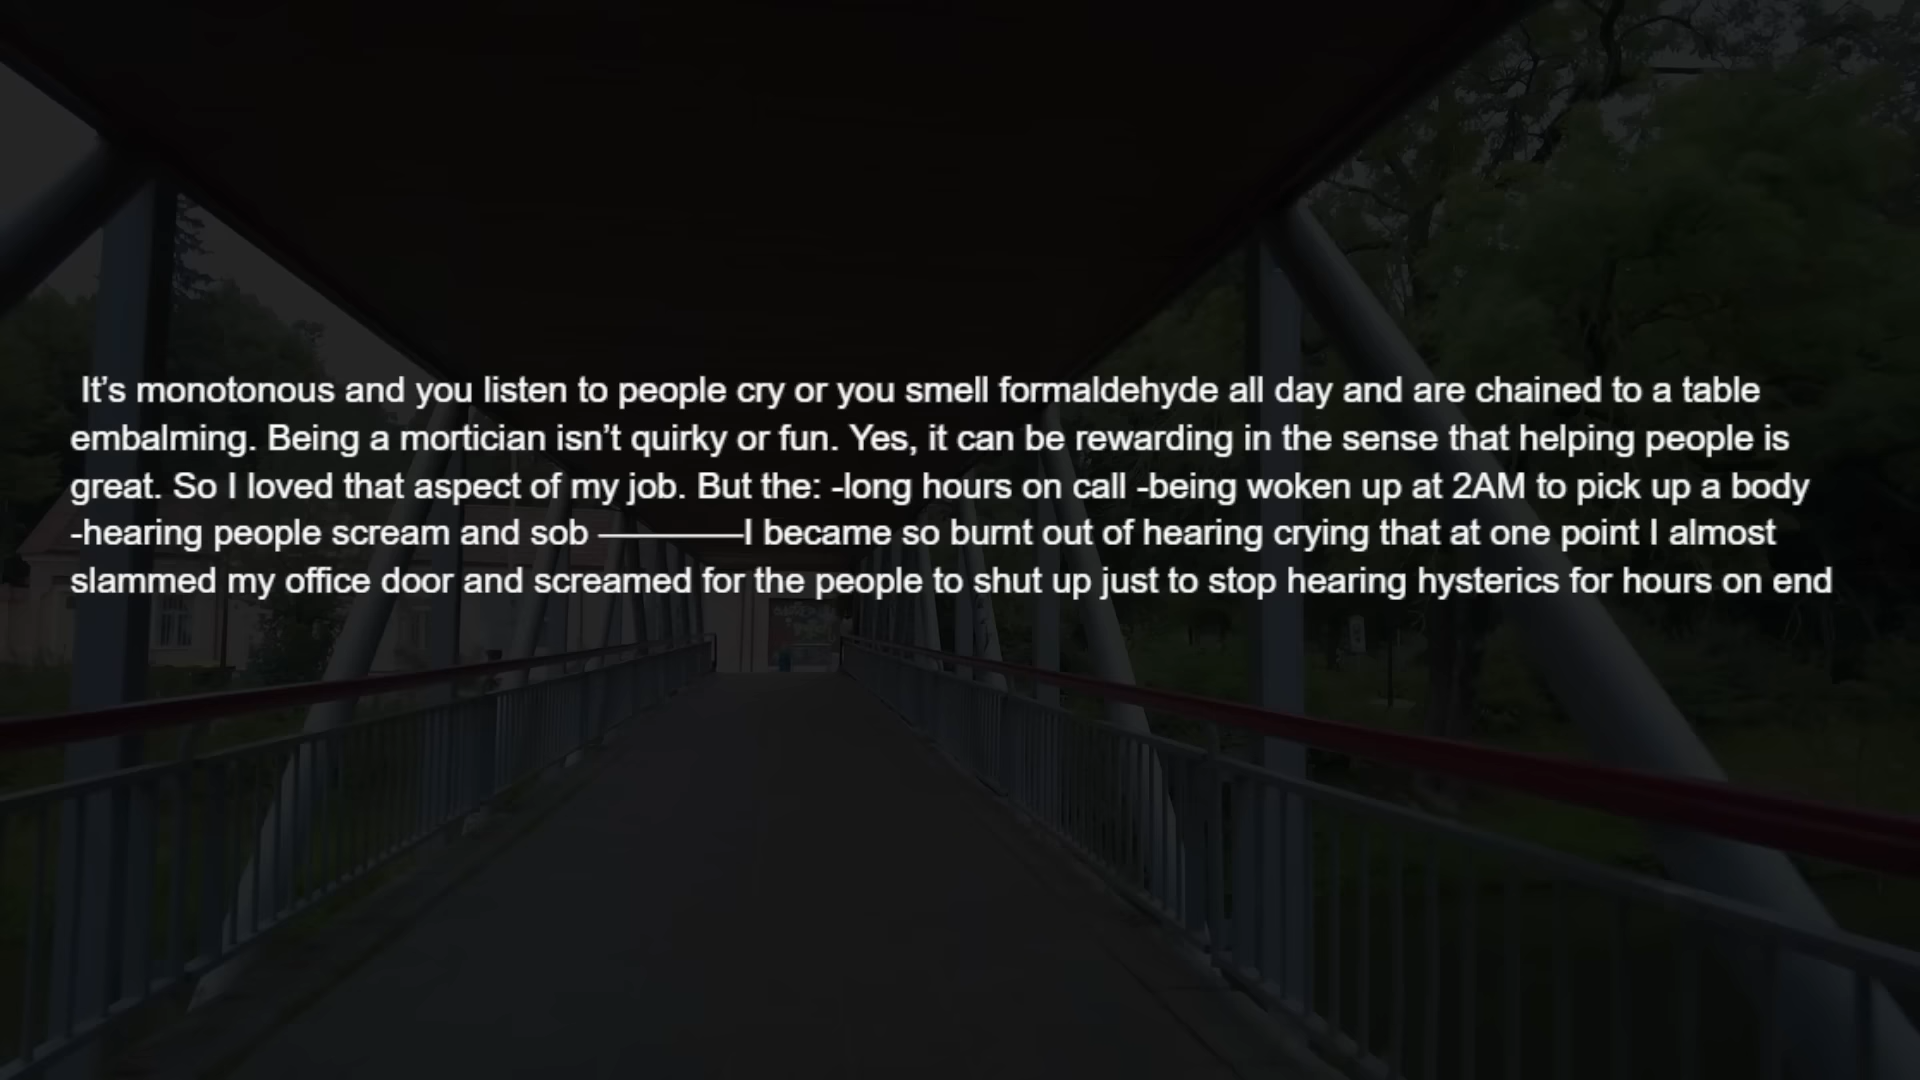 It’s monotonous and you listen to people cry or you smell formaldehyde all day and are chained to a table
embalming. Being a mortician isn’t quirky or fun. Yes, it can be rewarding in the sense that helping people is
great. So I loved that aspect of my job. But the: -long hours on call -being woken up at 2AM to pick up a body
-hearing people scream and sob ————I became so burnt out of hearing crying that at one point I almost
slammed my office door and screamed for the people to shut up just to stop hearing hysterics for hours on end